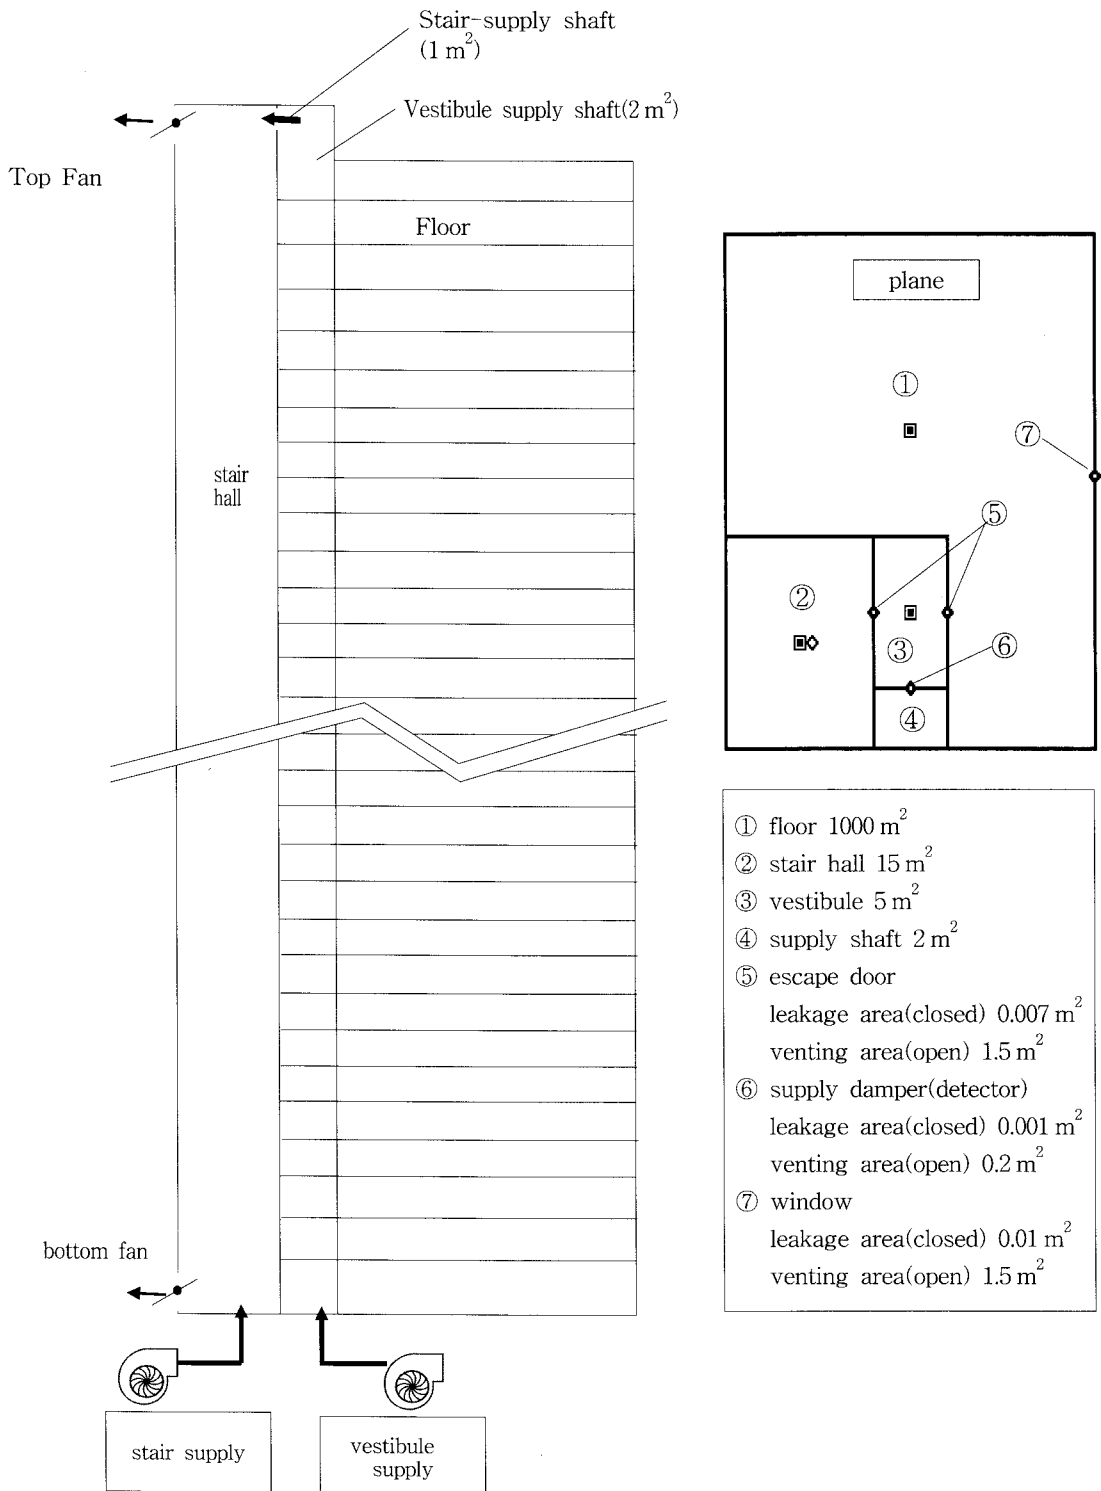 Stair-supply shaft
(1 m²)
Vestibule supply shaft(2 m²)
Top Fan
Floor
stair
hall
bottom fan
stair supply
vestibule
supply
plane
①
⑦
⑤
②
③
⑥
④
① floor 1000 m²
② stair hall 15 m²
③ vestibule 5 m²
④ supply shaft 2 m²
⑤ escape door
leakage area(closed) 0.007 m²
venting area(open) 1.5 m²
⑥ supply damper(detector)
leakage area(closed) 0.001 m²
venting area(open) 0.2 m²
⑦ window
leakage area(closed) 0.01 m²
venting area(open) 1.5 m²